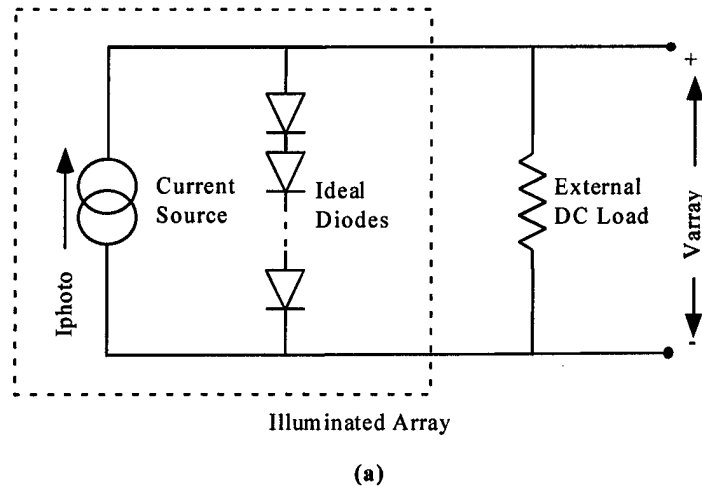 +
Current
Source
Ideal
Diodes
External
DC Load
Iphoto
Varray
-
Illuminated Array
(a)